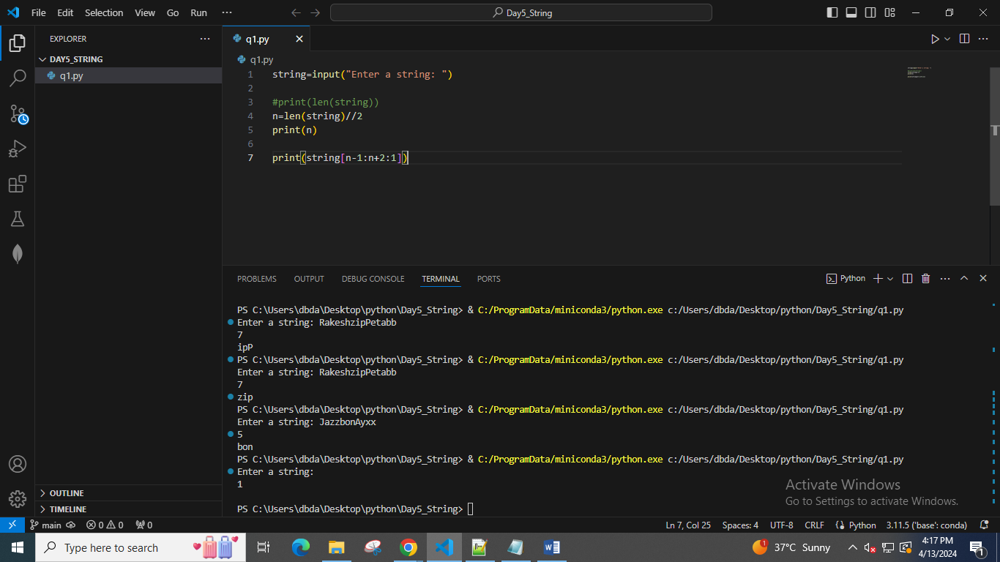 File Edit Selection View Go Run ··· Day5_String
EXPLORER ···
DAY5_STRING
q1.py
q1.py
q1.py
1 string=input("Enter a string: ")
2
3 #print(len(string))
4 n=len(string)//2
5 print(n)
6
7 print(string[n-1:n+2:1])
PROBLEMS OUTPUT DEBUG CONSOLE TERMINAL PORTS Python
PS C:\Users\dbda\Desktop\python\Day5_String> & C:/ProgramData/miniconda3/python.exe c:/Users/dbda/Desktop/python/Day5_String/q1.py
Enter a string: RakeshzipPetabb
7
ipP
PS C:\Users\dbda\Desktop\python\Day5_String> & C:/ProgramData/miniconda3/python.exe c:/Users/dbda/Desktop/python/Day5_String/q1.py
Enter a string: RakeshzipPetabb
7
zip
PS C:\Users\dbda\Desktop\python\Day5_String> & C:/ProgramData/miniconda3/python.exe c:/Users/dbda/Desktop/python/Day5_String/q1.py
Enter a string: JazzbonAyxx
5
bon
PS C:\Users\dbda\Desktop\python\Day5_String> & C:/ProgramData/miniconda3/python.exe c:/Users/dbda/Desktop/python/Day5_String/q1.py
Enter a string:
1
PS C:\Users\dbda\Desktop\python\Day5_String>
Activate Windows
Go to Settings to activate Windows.
OUTLINE
TIMELINE
main 0 0 0 Ln 7, Col 25 Spaces: 4 UTF-8 CRLF Python 3.11.5 ('base': conda)
Type here to search 1 37°C Sunny 4:17 PM
4/13/2024 1